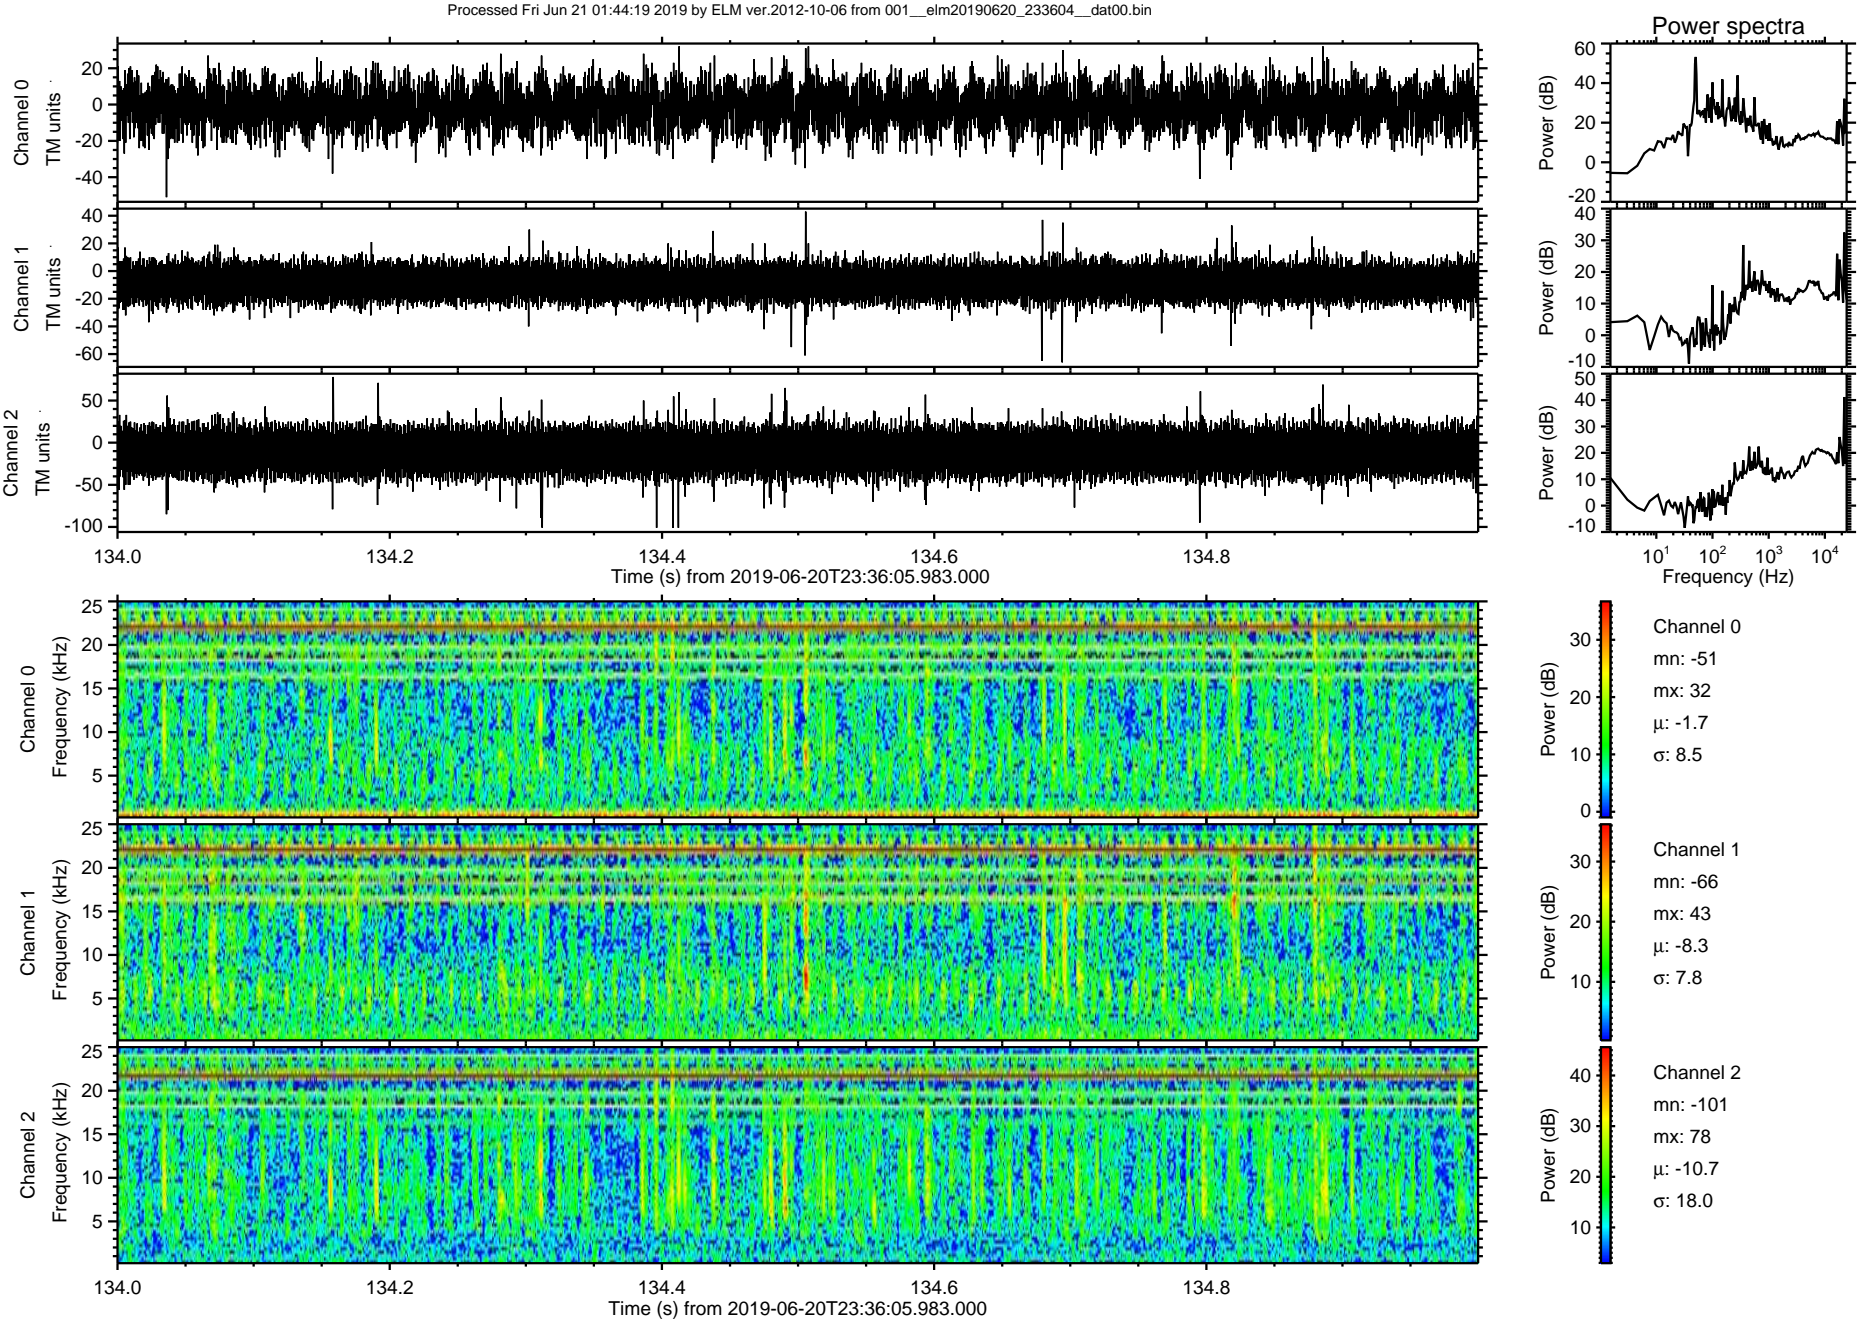 Processed Fri Jun 21 01:44:19 2019 by ELM ver.2012-10-06 from 001__elm20190620_233604__dat00.bin
Power spectra
Channel 0
TM units
20
0
-20
-40
Power (dB)
60
40
20
0
-20
Channel 1
TM units
40
20
0
-20
-40
-60
Power (dB)
40
30
20
10
0
-10
Channel 2
TM units
50
0
-50
-100
Power (dB)
50
40
30
20
10
0
-10
134.0 134.2 134.4 134.6 134.8
Time (s) from 2019-06-20T23:36:05.983.000
10^1 10^2 10^3 10^4
Frequency (Hz)
Channel 0
Frequency (kHz)
25
20
15
10
5
Power (dB)
30
20
10
0
Channel 0
mn: -51
mx: 32
μ: -1.7
σ: 8.5
Channel 1
Frequency (kHz)
25
20
15
10
5
Power (dB)
30
20
10
Channel 1
mn: -66
mx: 43
μ: -8.3
σ: 7.8
Channel 2
Frequency (kHz)
25
20
15
10
5
Power (dB)
40
30
20
10
Channel 2
mn: -101
mx: 78
μ: -10.7
σ: 18.0
134.0 134.2 134.4 134.6 134.8
Time (s) from 2019-06-20T23:36:05.983.000